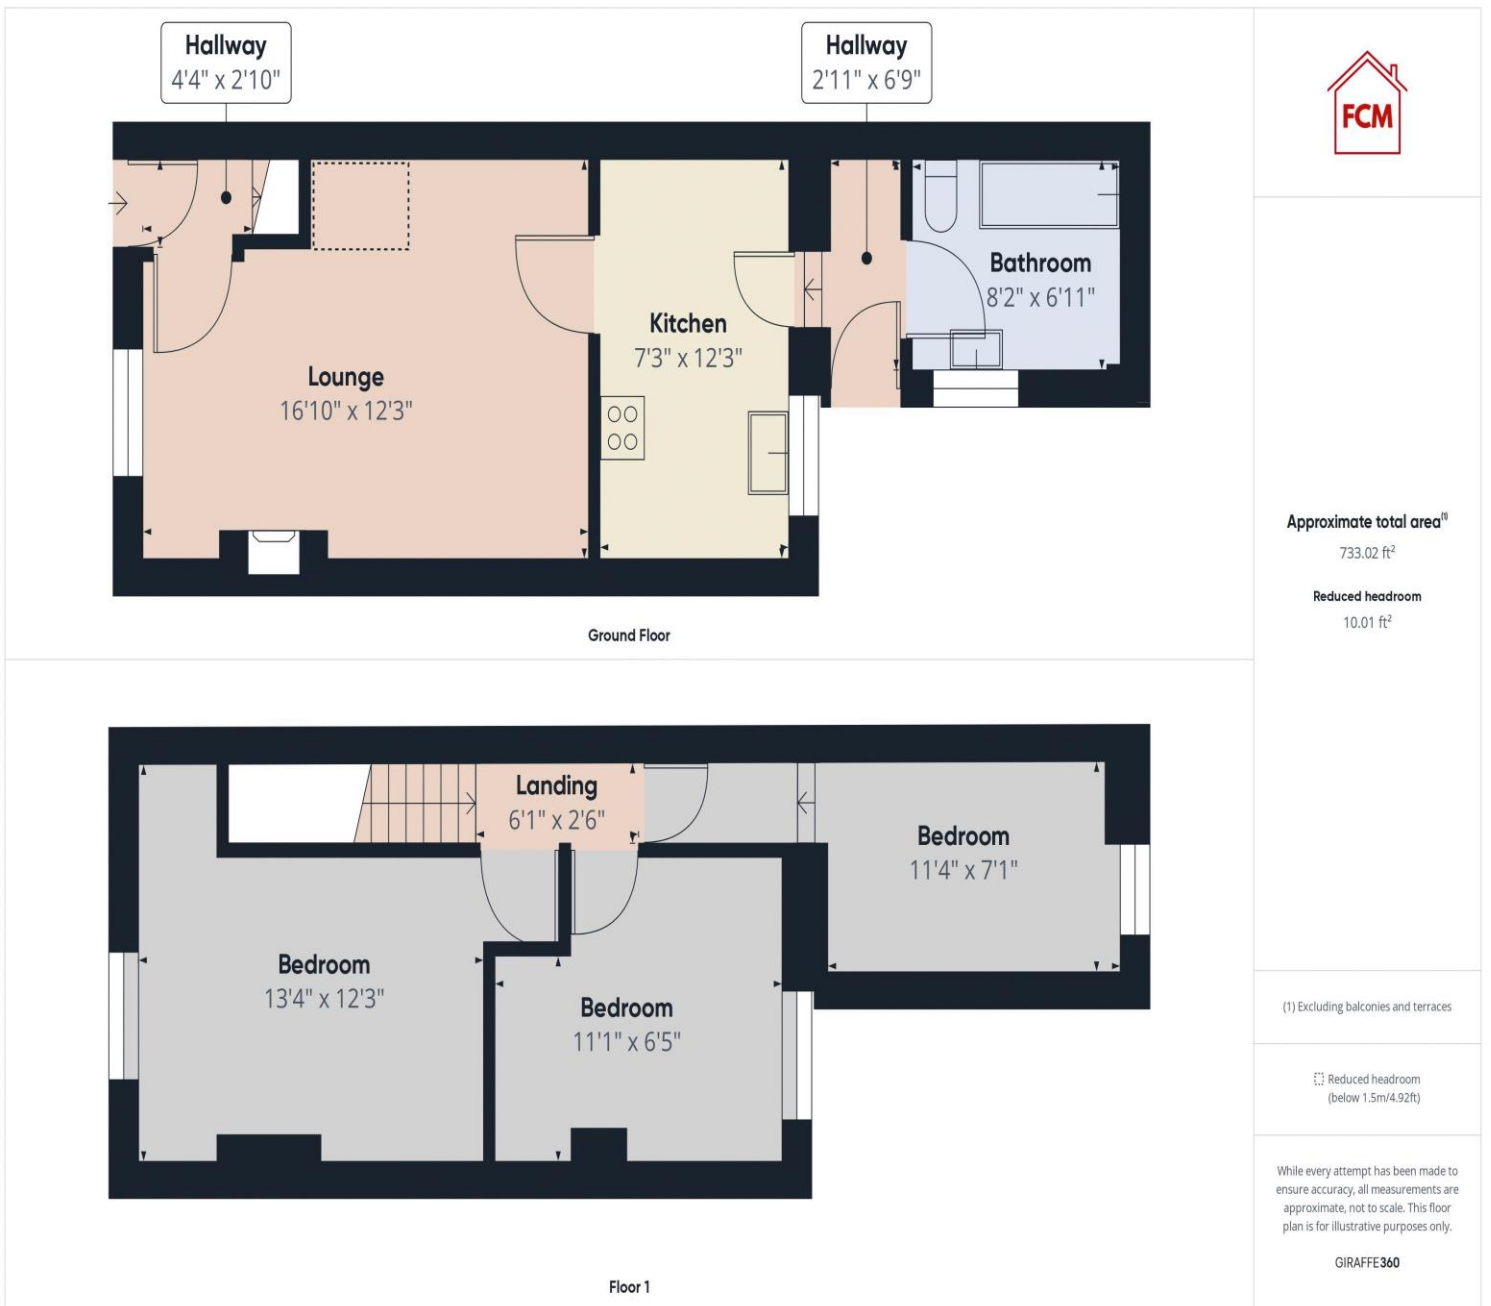 Hallway
4'4" x 2'10"
Hallway
2'11" x 6'9"
Bathroom
8'2" x 6'11"
Kitchen
7'3" x 12'3"
Lounge
16'10" x 12'3"
Ground Floor
Landing
6'1" x 2'6"
Bedroom
11'4" x 7'1"
Bedroom
13'4" x 12'3"
Bedroom
11'1" x 6'5"
Floor 1
FCM
Approximate total area⁽¹⁾
733.02 ft²
Reduced headroom
10.01 ft²
(1) Excluding balconies and terraces
Reduced headroom
(below 1.5m/4.92ft)
While every attempt has been made to
ensure accuracy, all measurements are
approximate, not to scale. This floor
plan is for illustrative purposes only.
GIRAFFE360